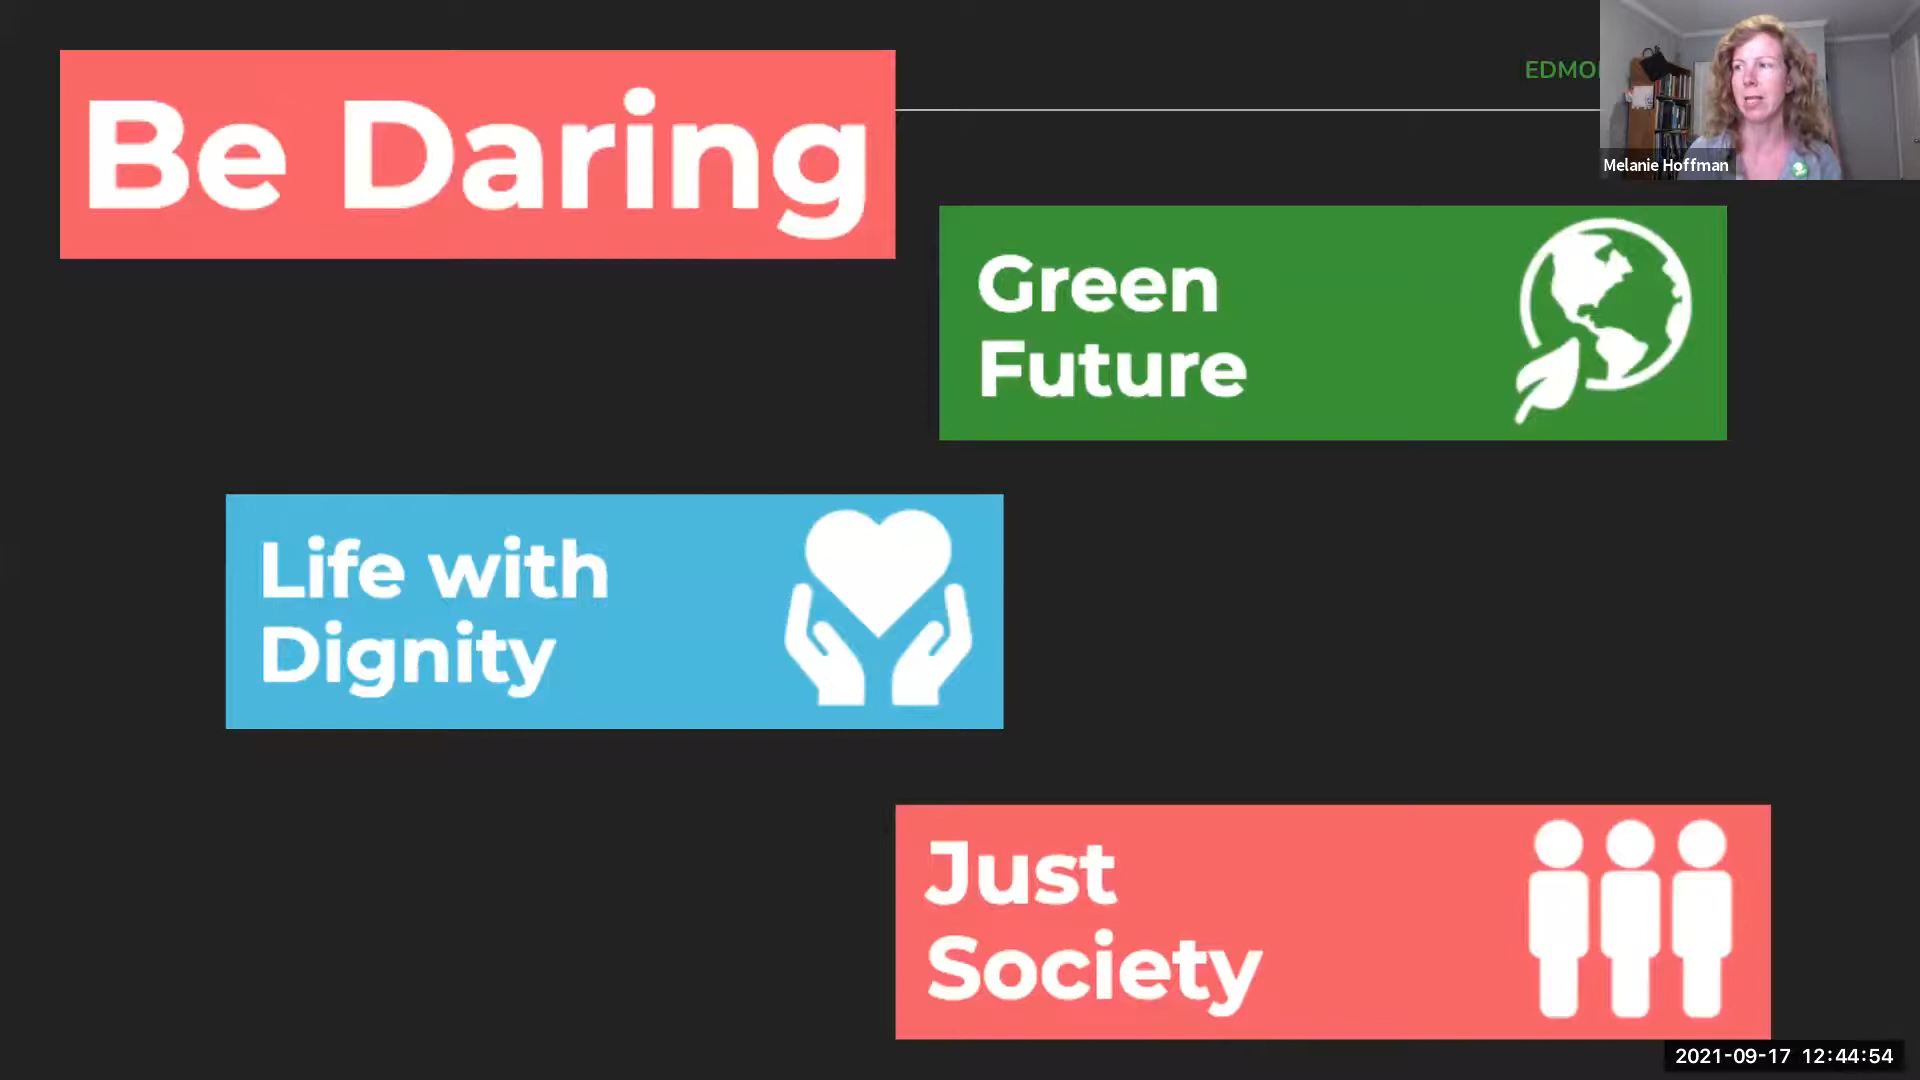 Be Daring
EDMO
Melanie Hoffman
Green
Future
Life with
Dignity
Just
Society
2021-09-17 12:44:54